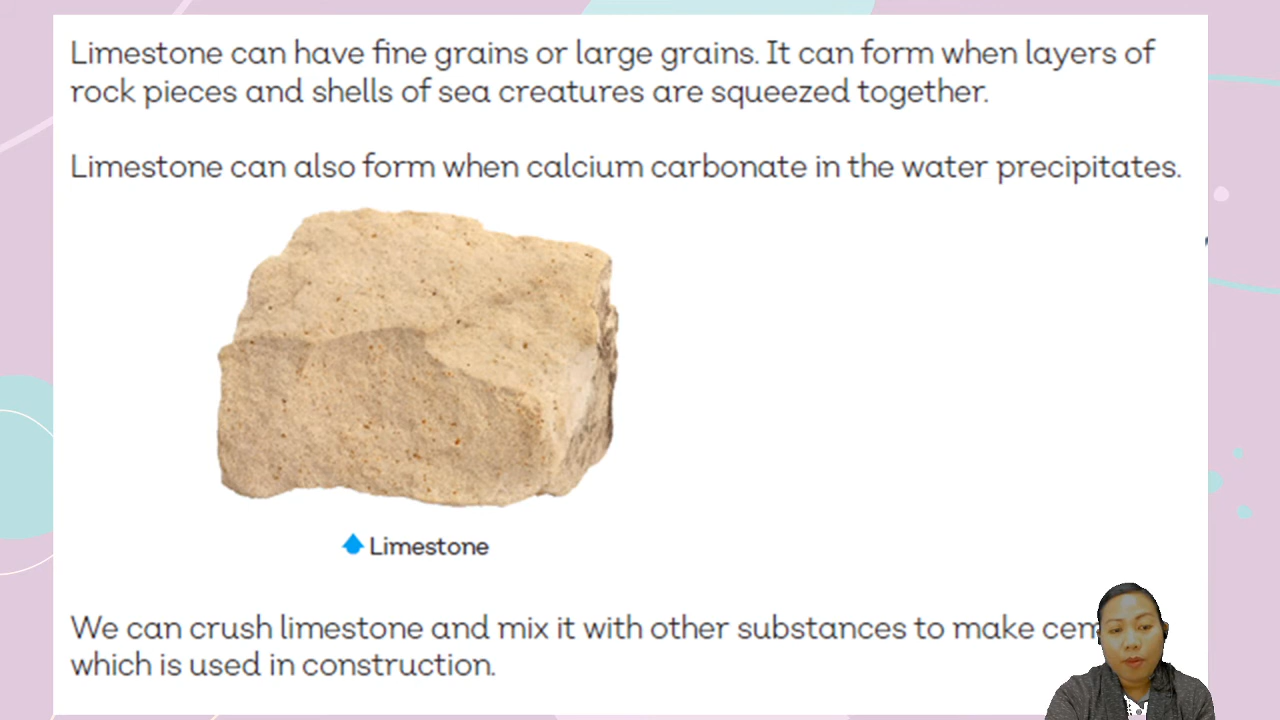 Limestone can have fine grains or large grains. It can form when layers of
rock pieces and shells of sea creatures are squeezed together.
Limestone can also form when calcium carbonate in the water precipitates.
Limestone
We can crush limestone and mix it with other substances to make
which is used in construction.